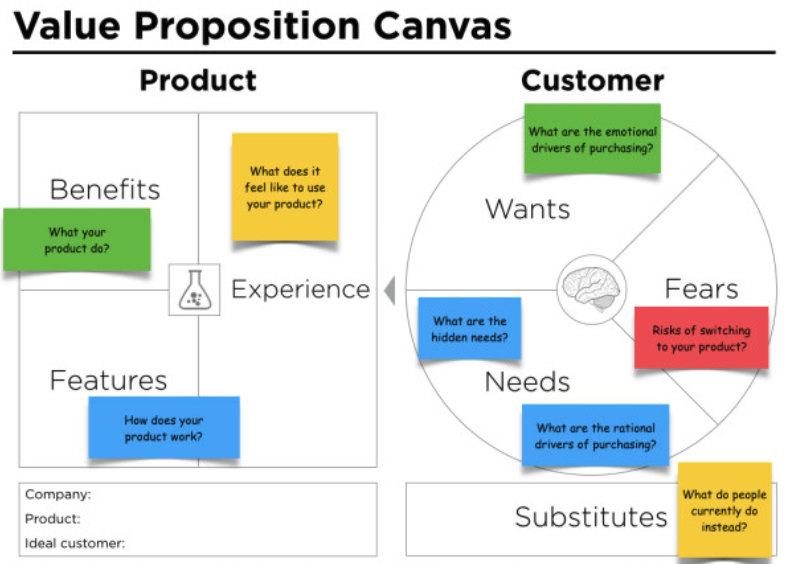 Value Proposition Canvas
Product
Benefits
What your
product do?
What does it
feel like to use
your product?
Experience
Features
How does your
product work?
Company:
Product:
Ideal customer:
Customer
What are the emotional
drivers of purchasing?
Wants
Fears
Risks of switching
to your product?
What are the
hidden needs?
Needs
What are the rational
drivers of purchasing?
Substitutes
What do people
currently do
instead?